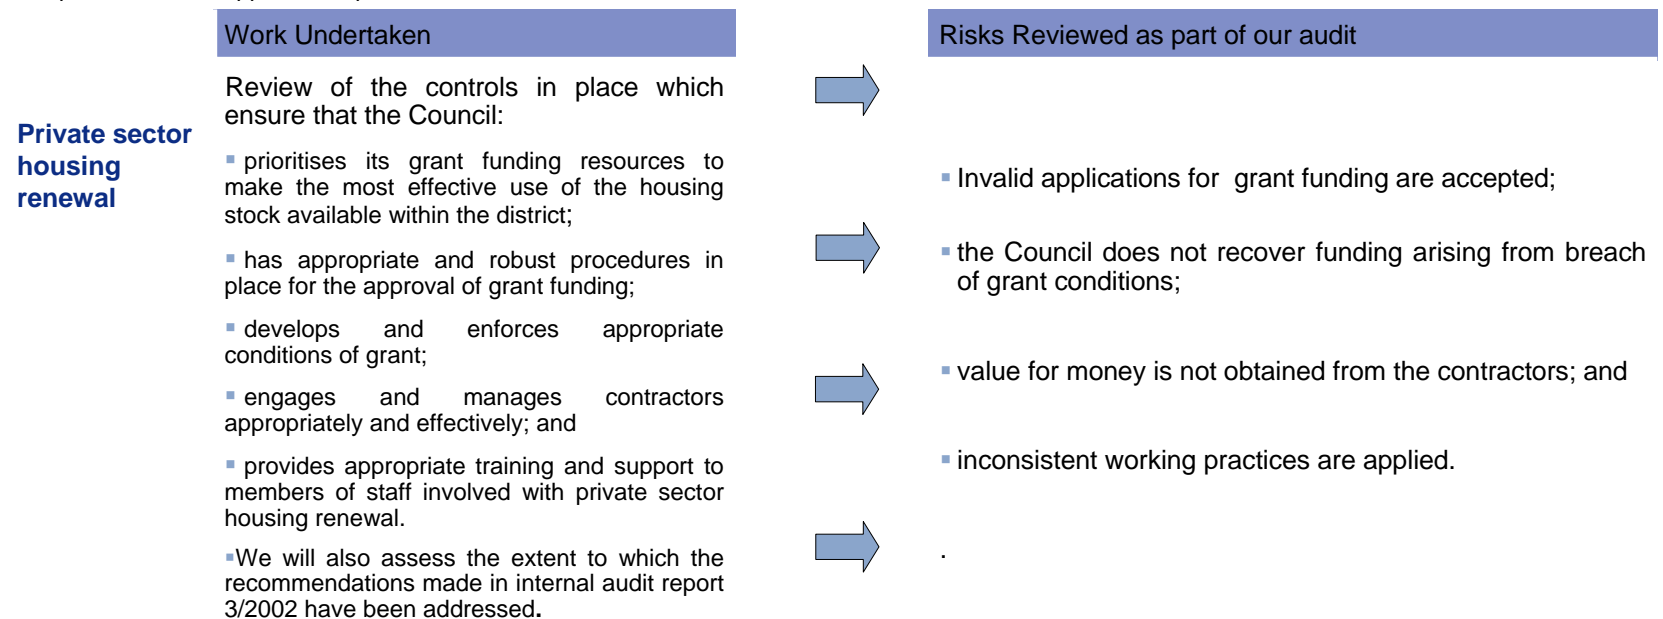 Work Undertaken
Risks Reviewed as part of our audit
Private sector
housing
renewal
Review of the controls in place which
ensure that the Council:
▪ prioritises its grant funding resources to
make the most effective use of the housing
stock available within the district;
▪ has appropriate and robust procedures in
place for the approval of grant funding;
▪ develops and enforces appropriate
conditions of grant;
▪ engages and manages contractors
appropriately and effectively; and
▪ provides appropriate training and support to
members of staff involved with private sector
housing renewal.
▪We will also assess the extent to which the
recommendations made in internal audit report
3/2002 have been addressed.
▪ Invalid applications for grant funding are accepted;
▪ the Council does not recover funding arising from breach
of grant conditions;
▪ value for money is not obtained from the contractors; and
▪ inconsistent working practices are applied.
.